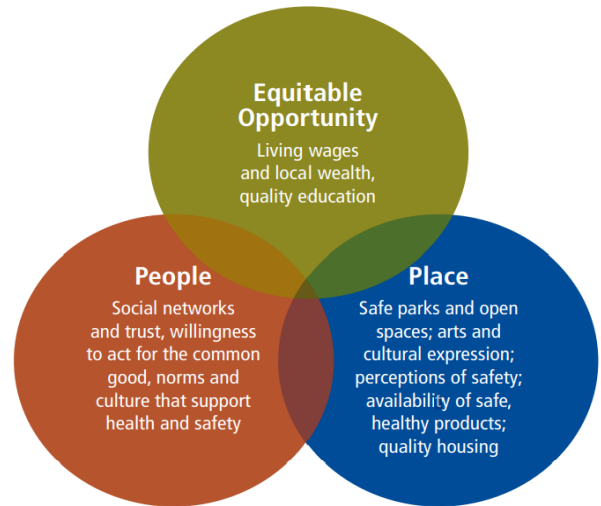 Equitable
Opportunity
Living wages
and local wealth,
quality education
People
Social networks
and trust, willingness
to act for the common
good, norms and
culture that support
health and safety
Place
Safe parks and open
spaces; arts and
cultural expression;
perceptions of safety;
availability of safe,
healthy products;
quality housing